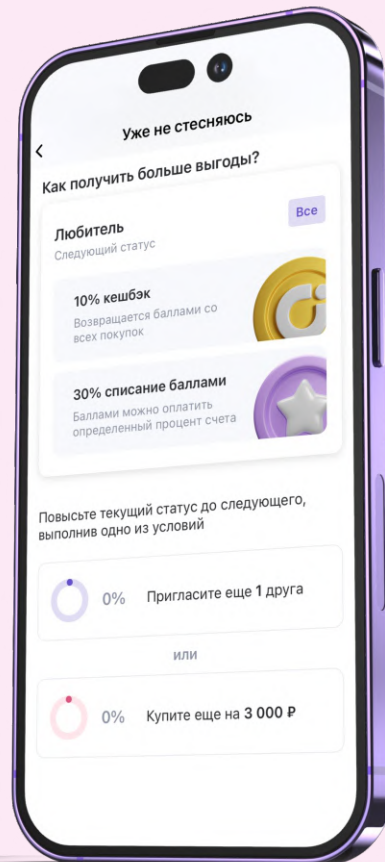 Уже не стесняюсь
Как получить больше выгоды?
Любитель
Все
Следующий статус
10% кешбэк
Возвращается баллами со
всех покупок
30% списание баллами
Баллами можно оплатить
определенный процент счета
Повысьте текущий статус до следующего,
выполнив одно из условий
0%
Пригласите еще 1 друга
или
0%
Купите еще на 3 000 ₽